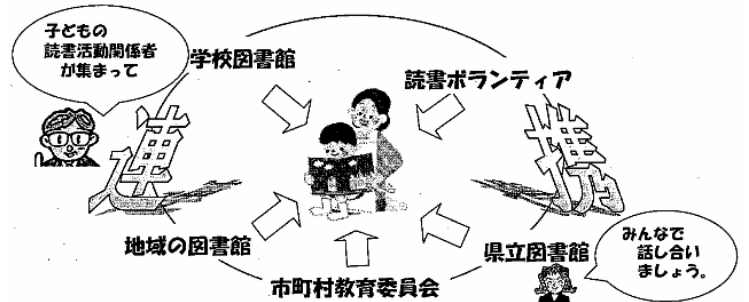 子どもの
読書活動関係者
が集まって
学校図書館
読書ボランティア
連
携
地域の図書館
県立図書館
市町村教育委員会
みんなで
話し合い
ましょう。